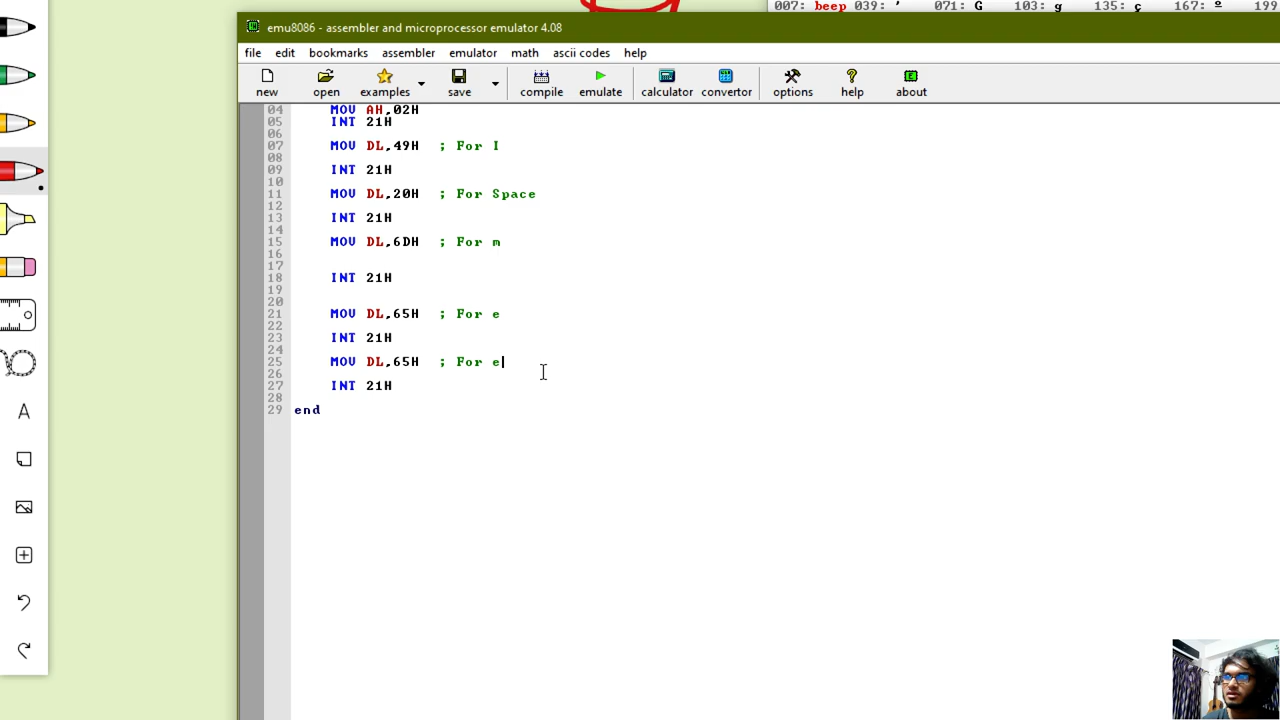 007: beep 039: ' 071: G 103: g 135: ç 167: º 199
emu8086 - assembler and microprocessor emulator 4.08
file edit bookmarks assembler emulator math ascii codes help
new open examples save compile emulate calculator convertor options help about
04 MOV AH,02H
05 INT 21H
06
07 MOV DL,49H ; For I
08
09 INT 21H
10
11 MOV DL,20H ; For Space
12
13 INT 21H
14
15 MOV DL,6DH ; For m
16
17
18 INT 21H
19
20
21 MOV DL,65H ; For e
22
23 INT 21H
24
25 MOV DL,65H ; For e
26
27 INT 21H
28
29 end
A